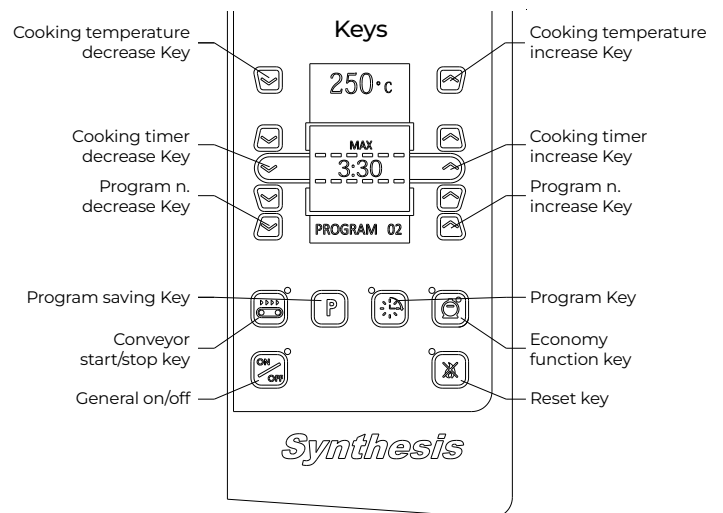 Keys
Cooking temperature
decrease Key
Cooking temperature
increase Key
250°C
Cooking timer
decrease Key
MAX
3:30
Cooking timer
increase Key
Program n.
decrease Key
Program n.
increase Key
PROGRAM 02
Program saving Key
P
Program Key
Conveyor
start/stop key
Economy
function key
ON
OFF
General on/off
Reset key
Synthesis